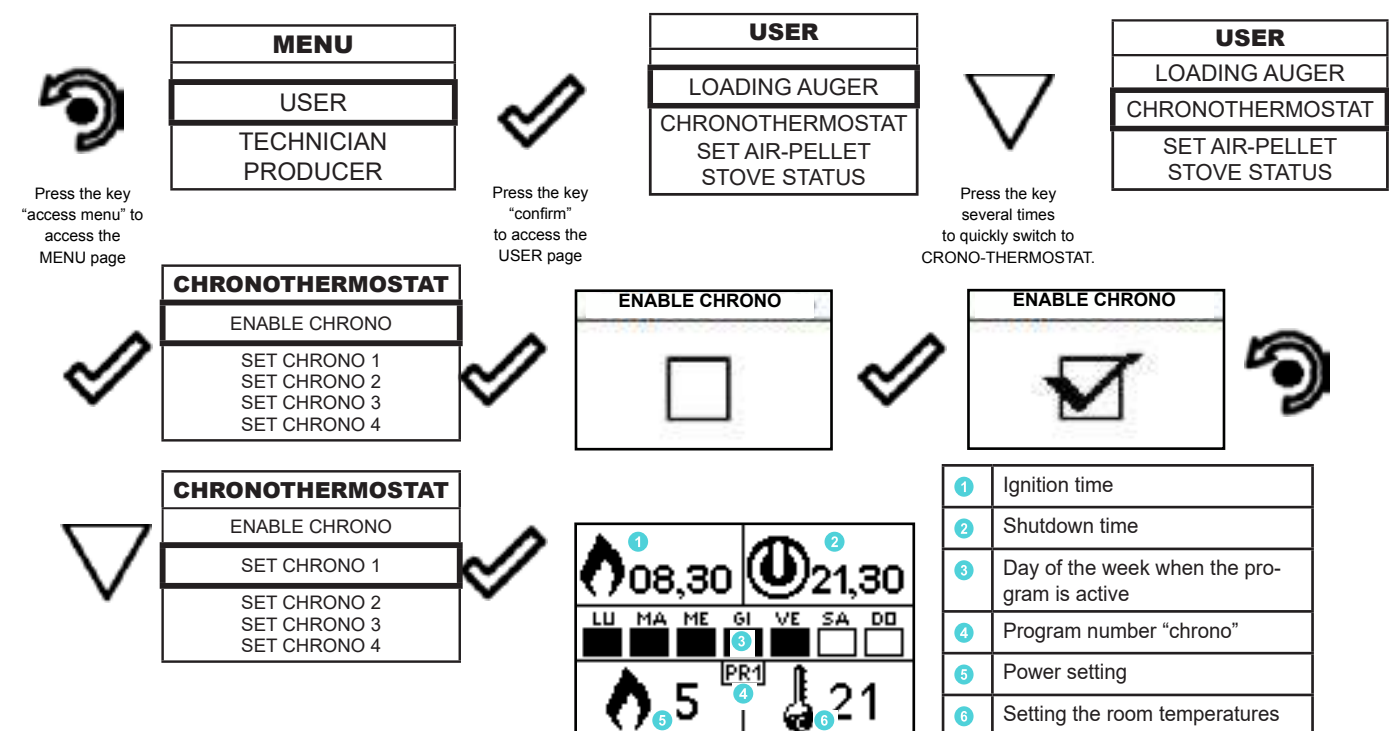 MENU
USER
TECHNICIAN
PRODUCER
Press the key
“access menu” to
access the
MENU page
Press the key
“confirm”
to access the
USER page
USER
LOADING AUGER
CHRONOTHERMOSTAT
SET AIR-PELLET
STOVE STATUS
Press the key
several times
to quickly switch to
CRONO-THERMOSTAT.
USER
LOADING AUGER
CHRONOTHERMOSTAT
SET AIR-PELLET
STOVE STATUS
CHRONOTHERMOSTAT
ENABLE CHRONO
SET CHRONO 1
SET CHRONO 2
SET CHRONO 3
SET CHRONO 4
ENABLE CHRONO
ENABLE CHRONO
CHRONOTHERMOSTAT
ENABLE CHRONO
SET CHRONO 1
SET CHRONO 2
SET CHRONO 3
SET CHRONO 4
1 08,30 2 21,30
LU MA ME GI VE SA DO
3
PR1
4
5 5
6 21
1 Ignition time
2 Shutdown time
3 Day of the week when the pro-
gram is active
4 Program number “chrono”
5 Power setting
6 Setting the room temperatures